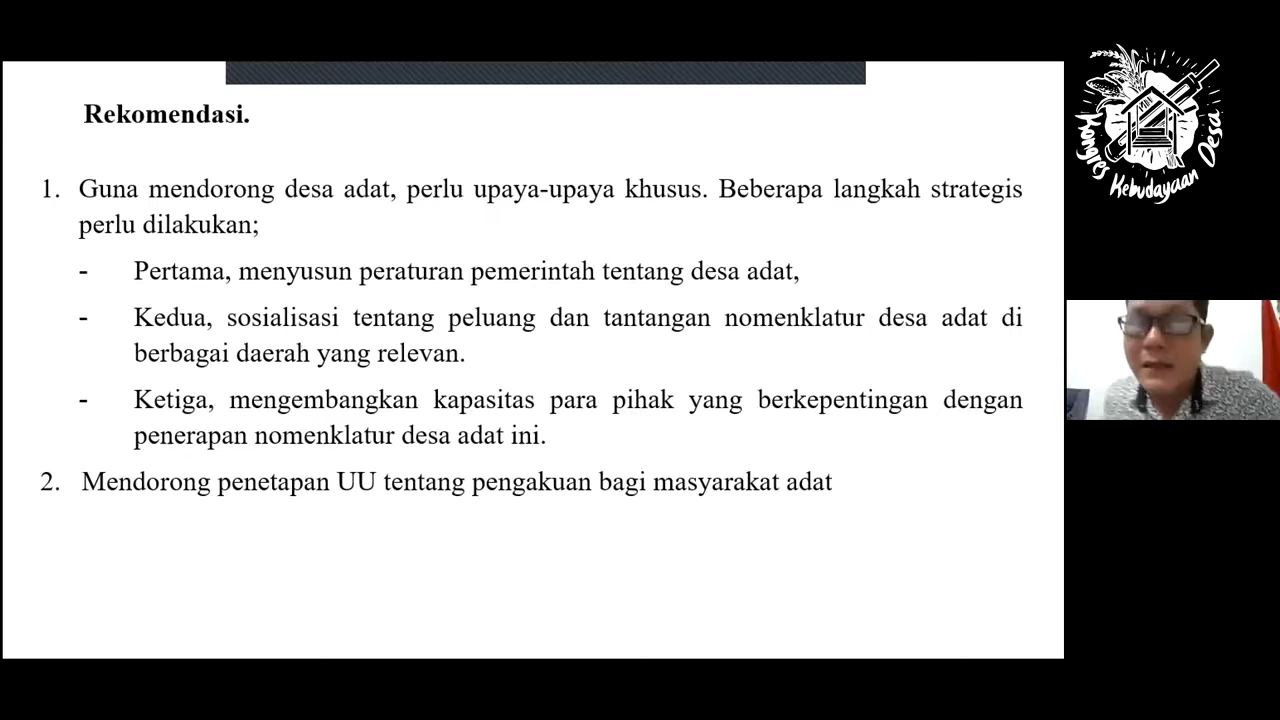 Rekomendasi.
1. Guna mendorong desa adat, perlu upaya-upaya khusus. Beberapa langkah strategis
perlu dilakukan;
- Pertama, menyusun peraturan pemerintah tentang desa adat,
- Kedua, sosialisasi tentang peluang dan tantangan nomenklatur desa adat di
berbagai daerah yang relevan.
- Ketiga, mengembangkan kapasitas para pihak yang berkepentingan dengan
penerapan nomenklatur desa adat ini.
2. Mendorong penetapan UU tentang pengakuan bagi masyarakat adat
Kongres Kebudayaan Desa